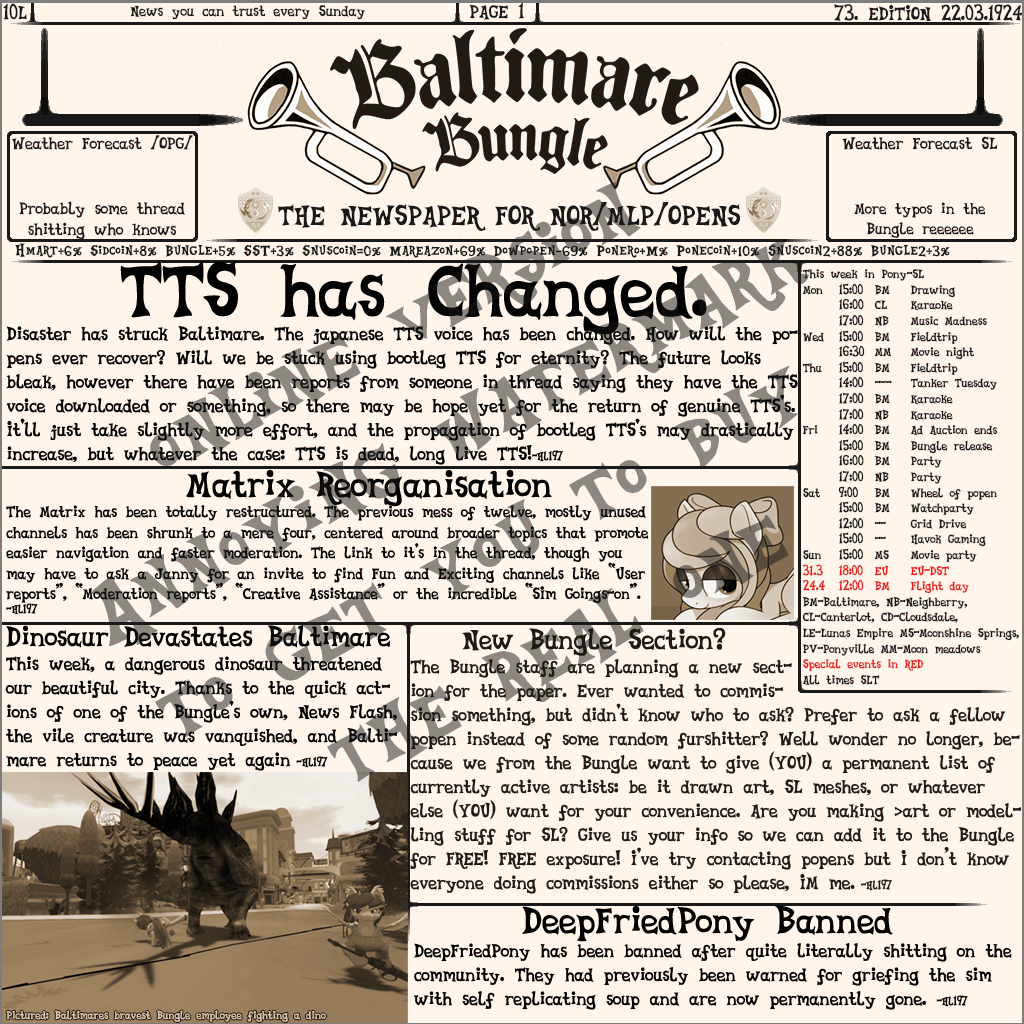 10L
News you can trust every Sunday
PAGE 1
73. EDITION 22.03.1924
Baltimare
Bungle
THE NEWSPAPER FOR NOR/MLP/OPENS
Weather Forecast /OPG/
Probably some thread
shitting who knows
Weather Forecast SL
More typos in the
Bungle reeeeee
HMART+6% SIDCOIN+8% BUNGLE+5% SST+3% SNUSCOIN=0% MAREAZON+69% DOWPOPEN-69% PONERO+M% PONECOIN+10% SNUSCOIN2+88% BUNGLE2+3%
TTS has Changed.
Disaster has struck Baltimare. The japanese TTS voice has been changed. How will the po-
pens ever recover? Will we be stuck using bootleg TTS for eternity? The future looks
bleak, however there have been reports from someone in thread saying they have the TTS
voice downloaded or something, so there may be hope yet for the return of genuine TTS's.
it'll just take slightly more effort, and the propagation of bootleg TTS's may drastically
increase, but whatever the case: TTS is dead, long live TTS!-HL197
This week in Pony-SL
Mon 15:00 BM Drawing
16:00 CL Karaoke
17:00 NB Music Madness
Wed 15:00 BM Fieldtrip
16:30 MM Movie night
Thu 15:00 BM Fieldtrip
14:00 --- Tanker Tuesday
17:00 BM Karaoke
17:00 NB Karaoke
Fri 14:00 BM Ad Auction ends
15:00 BM Bungle release
16:00 BM Party
17:00 NB Party
Sat 9:00 BM Wheel of popen
15:00 BM Watchparty
12:00 -- Grid Drive
15:00 -- Havok Gaming
Sun 15:00 MS Movie party
31.3 18:00 EU EU-DST
24.4 12:00 BM Flight day
BM-Baltimare, NB-Neighberry,
CL-Canterlot, CD-Cloudsdale,
LE-Lunas Empire MS-Moonshine Springs,
PV-Ponyville MM-Moon meadows
Special events in RED
All times SLT
Matrix Reorganisation
The Matrix has been totally restructured. The previous mess of twelve, mostly unused
channels has been shrunk to a mere four, centered around broader topics that promote
easier navigation and faster moderation. The link to it's in the thread, though you
may have to ask a Janny for an invite to find Fun and Exciting channels like "User
reports", "Moderation reports", "Creative Assistance" or the incredible "Sim Goings-on".
-HL197
Dinosaur Devastates Baltimare
This week, a dangerous dinosaur threatened
our beautiful city. Thanks to the quick act-
ions of one of the Bungle's own, News Flash,
the vile creature was vanquished, and Balti-
mare returns to peace yet again -HL197
Pictured: Baltimares bravest Bungle employee fighting a dino
New Bungle Section?
The Bungle staff are planning a new sect-
ion for the paper. Ever wanted to commis-
sion something, but didn't know who to ask? Prefer to ask a fellow
popen instead of some random furshitter? Well wonder no longer, be-
cause we from the Bungle want to give (YOU) a permanent list of
currently active artists: be it drawn art, SL meshes, or whatever
else (YOU) want for your convenience. Are you making >art or model-
ling stuff for SL? Give us your info so we can add it to the Bungle
for FREE! FREE exposure! i've try contacting popens but i don't know
everyone doing commissions either so please, iM me. -HL197
DeepFriedPony Banned
DeepFriedPony has been banned after quite literally shitting on the
community. They had previously been warned for griefing the sim
with self replicating soup and are now permanently gone. -HL197
ONLINE VERSION
ANNOYING WATERMARK
TO GET YOU TO BUY
THE REAL ONE